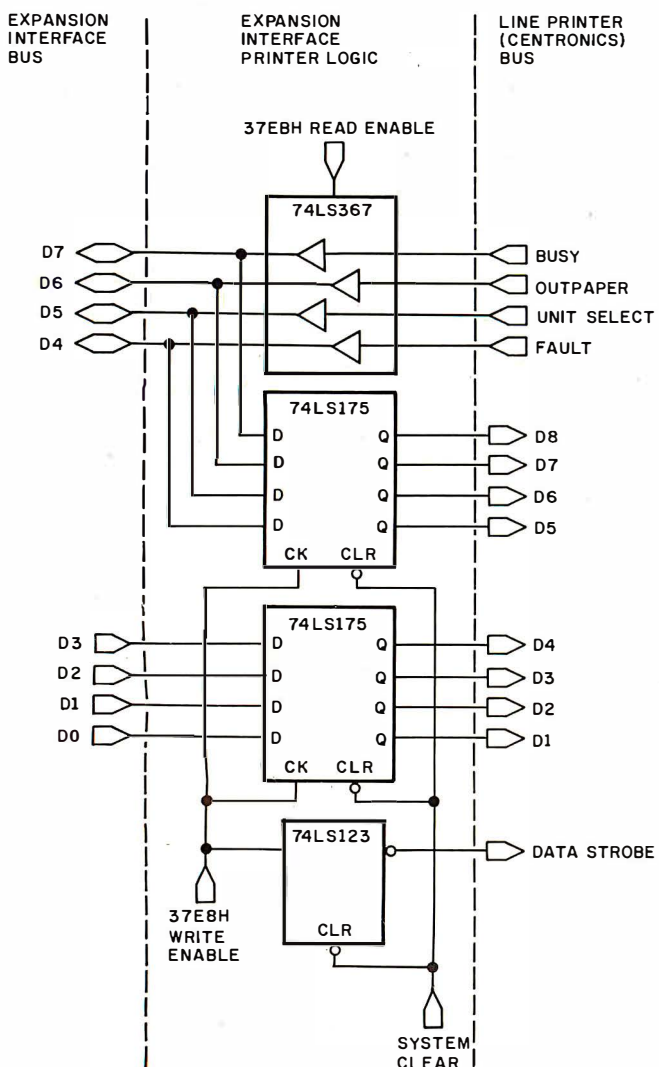 EXPANSION
INTERFACE
BUS
EXPANSION
INTERFACE
PRINTER LOGIC
LINE PRINTER
(CENTRONICS)
BUS
37E8H READ ENABLE
74LS367
D7
BUSY
D6
OUTPAPER
D5
UNIT SELECT
D4
FAULT
74LS175
D Q D8
D Q D7
D Q D6
D Q D5
CK CLR
74LS175
D3 D Q D4
D2 D Q D3
D1 D Q D2
D0 D Q D1
CK CLR
74LS123
DATA STROBE
CLR
37E8H
WRITE
ENABLE
SYSTEM
CLEAR